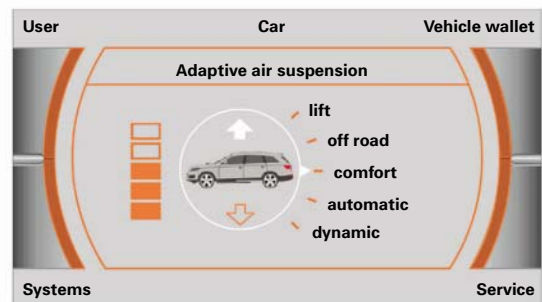 User Car Vehicle wallet
Adaptive air suspension
lift
off road
comfort
automatic
dynamic
Systems Service